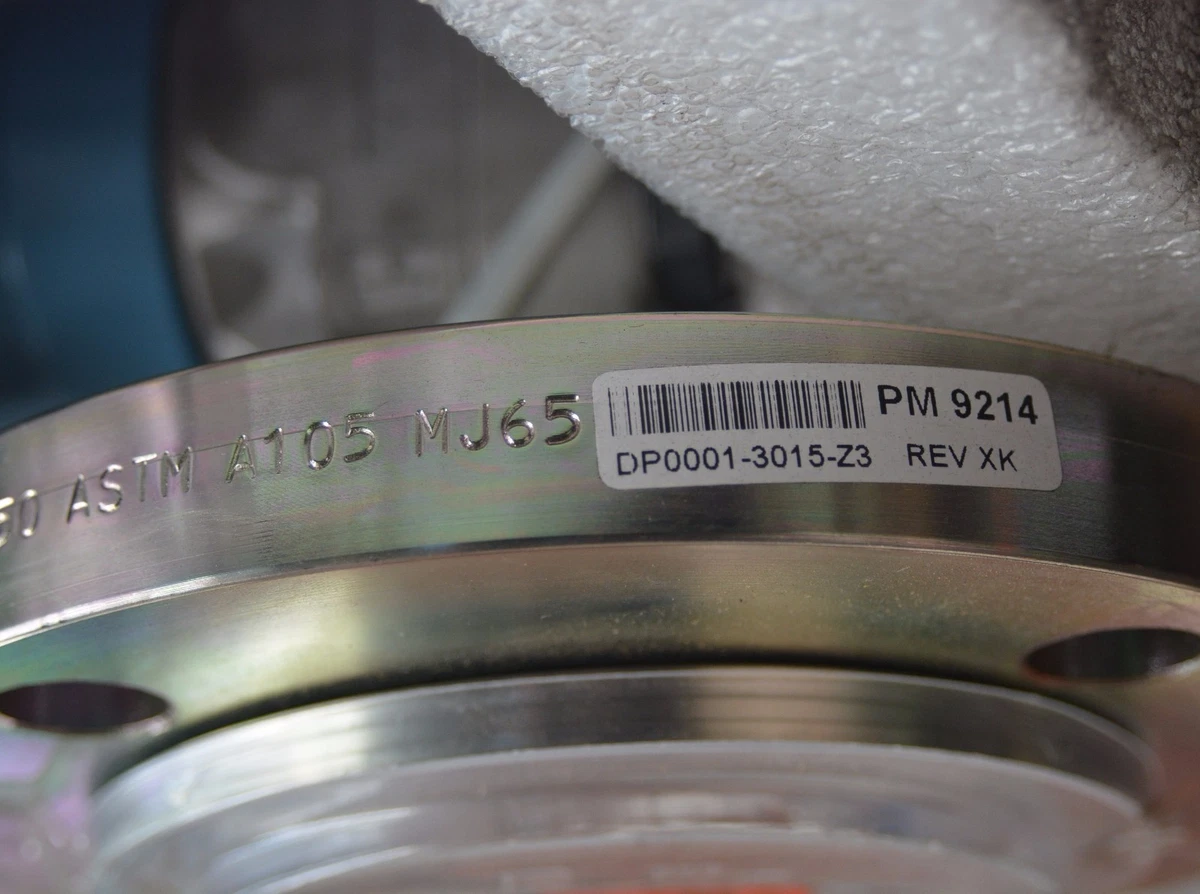 ASTM A105 MJ65
PM 9214
DP0001-3015-Z3 REV XK